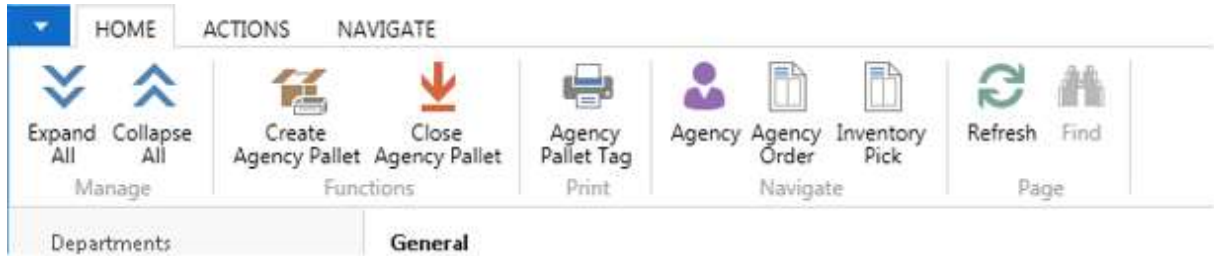 HOME ACTIONS NAVIGATE
Expand All Collapse All Create Agency Pallet Close Agency Pallet Agency Pallet Tag Agency Agency Order Inventory Pick Refresh Find
Manage Functions Print Navigate Page
Departments General